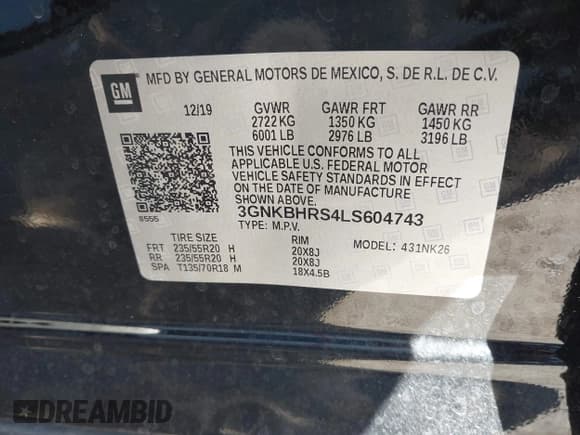 GM MFD BY GENERAL MOTORS DE MEXICO, S. DE R.L. DE C.V.
12/19 GVWR GAWR FRT GAWR RR
2722 KG 1350 KG 1450 KG
6001 LB 2976 LB 3196 LB
THIS VEHICLE CONFORMS TO ALL
APPLICABLE U.S. FEDERAL MOTOR
VEHICLE SAFETY STANDARDS IN EFFECT
ON THE DATE OF MANUFACTURE
3GNKBHRS4LS604743
TYPE: M.P.V.
TIRE SIZE RIM MODEL: 431NK26
FRT 235/55R20 H 20X8J
RR 235/55R20 H 20X8J
SPA T135/70R18 M 18X4.5B
DREAMBID